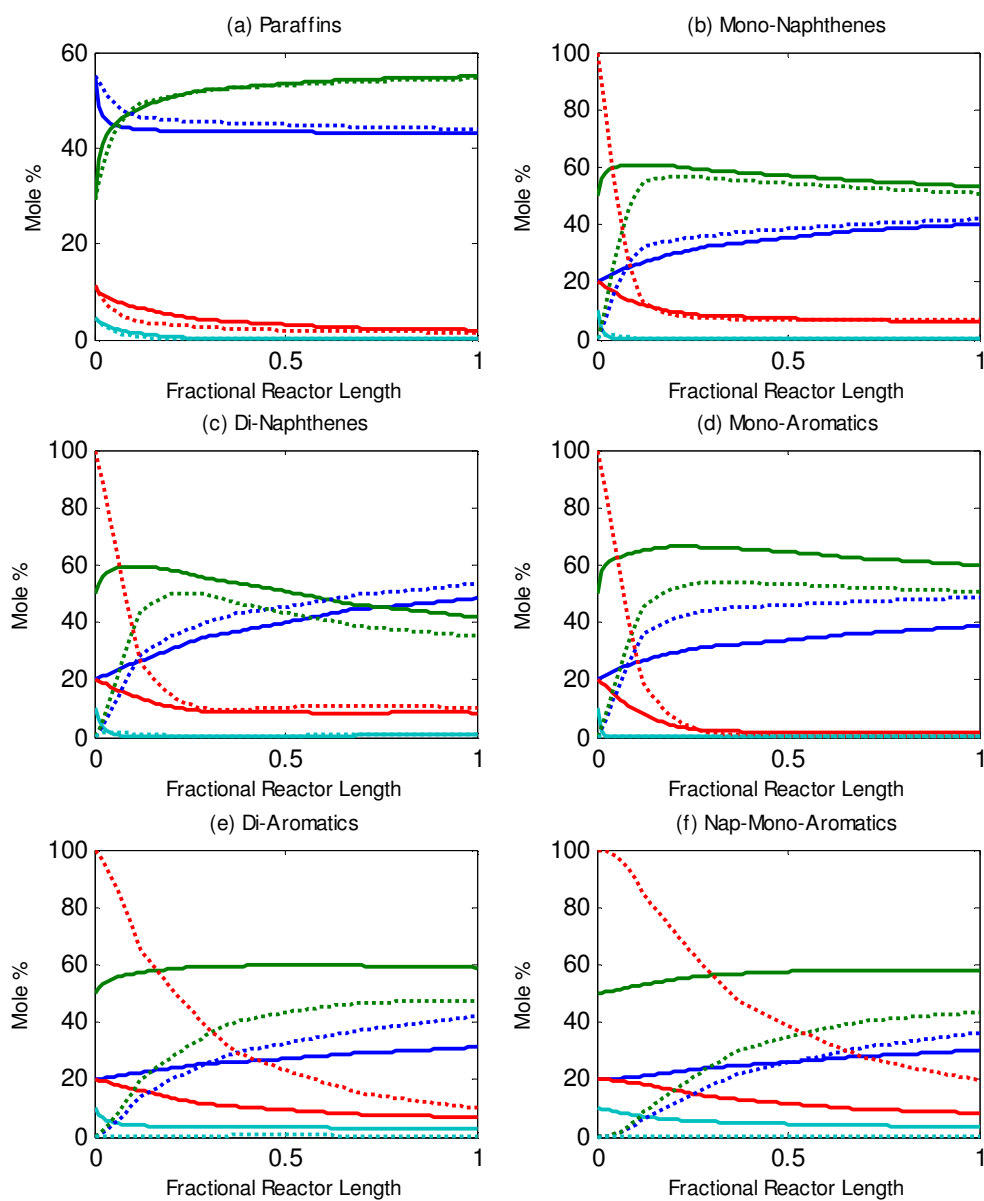 (a) Paraffins
(b) Mono-Naphthenes
60
40
20
0
Mole %
0
0.5
1
Fractional Reactor Length
100
80
60
40
20
0
Mole %
0
0.5
1
Fractional Reactor Length
(c) Di-Naphthenes
(d) Mono-Aromatics
100
80
60
40
20
0
Mole %
0
0.5
1
Fractional Reactor Length
100
80
60
40
20
0
Mole %
0
0.5
1
Fractional Reactor Length
(e) Di-Aromatics
(f) Nap-Mono-Aromatics
100
80
60
40
20
0
Mole %
0
0.5
1
Fractional Reactor Length
100
80
60
40
20
0
Mole %
0
0.5
1
Fractional Reactor Length